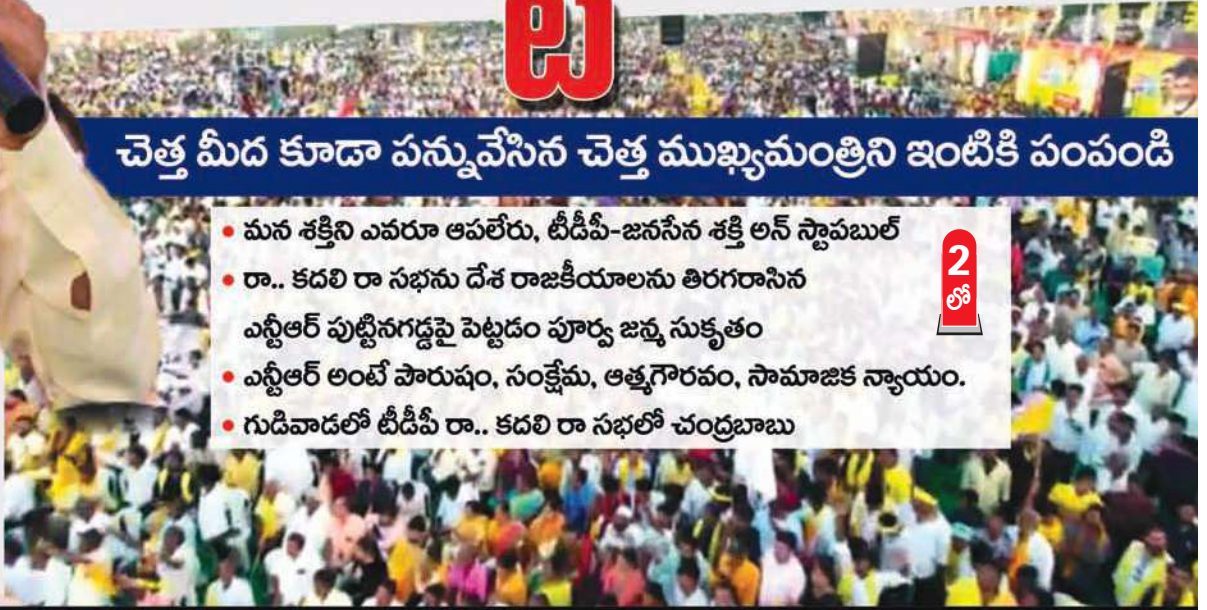 చెత్త మీద కూడా పన్నువేసిన చెత్త ముఖ్యమంత్రిని ఇంటికి పంపండి
• మన శక్తిని ఎవరూ ఆపలేరు, టీడీపీ-జనసేన శక్తి అన్ స్టాపబుల్
• రా.. కదలి రా సభను దేశ రాజకీయాలను తిరగరాసిన
ఎన్టీఆర్ పుట్టినగడ్డపై పెట్టడం పూర్వ జన్మ సుకృతం
• ఎన్టీఆర్ అంటే పౌరుషం, సంక్షేమ, ఆత్మగౌరవం, సామాజిక న్యాయం.
• గుడివాడలో టీడీపీ రా.. కదలి రా సభలో చంద్రబాబు
2
లో